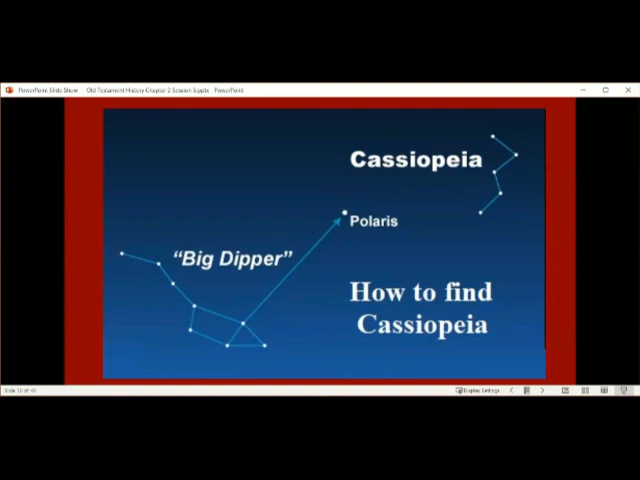 PowerPoint Slide Show - Old Testament History Chapter 2 Session 3.pptx - PowerPoint
Cassiopeia
Polaris
"Big Dipper"
How to find
Cassiopeia
Display Settings